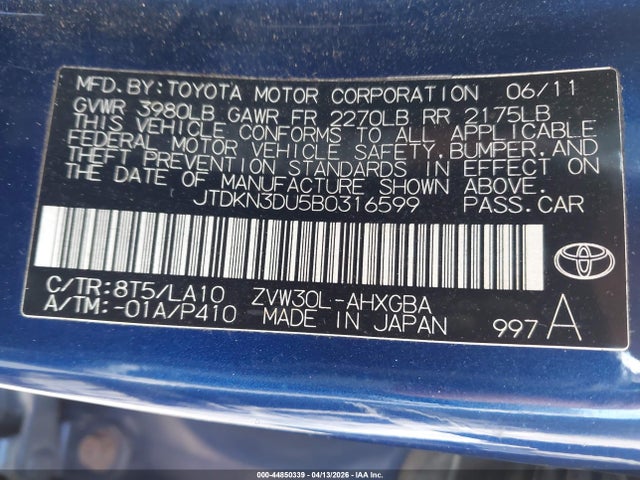 MFD.BY:TOYOTA MOTOR CORPORATION 06/11
GVWR 3980LB GAWR FR 2270LB RR 2175LB
THIS VEHICLE CONFORMS TO ALL APPLICABLE
FEDERAL MOTOR VEHICLE SAFETY,BUMPER,AND
THEFT PREVENTION STANDARDS IN EFFECT ON
THE DATE OF MANUFACTURE SHOWN ABOVE.
JTDKN3DU5B0316599 PASS.CAR
C/TR:8T5/LA10 ZVW30L-AHXGBA
A/TM:-01A/P410 MADE IN JAPAN 997 A
TOYOTA
000-44850339 | 04/13/2026 - IAA Inc.